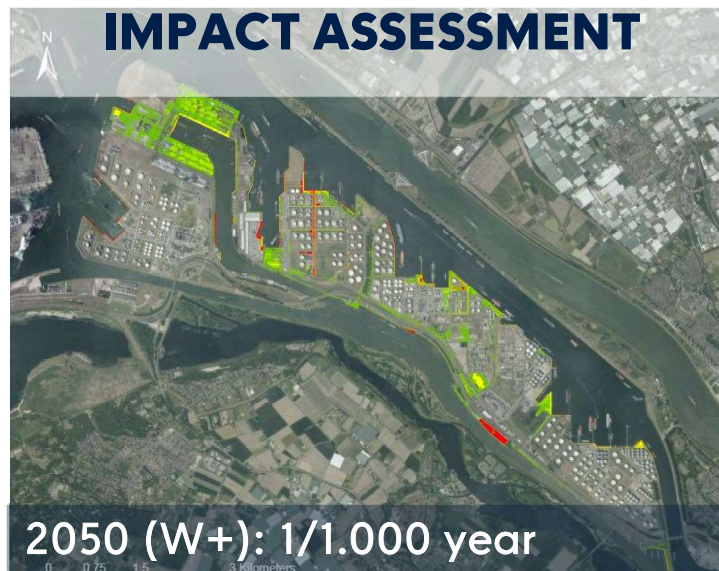 IMPACT ASSESSMENT
N
2050 (W+): 1/1.000 year
0 0.75 1.5 3 Kilometers